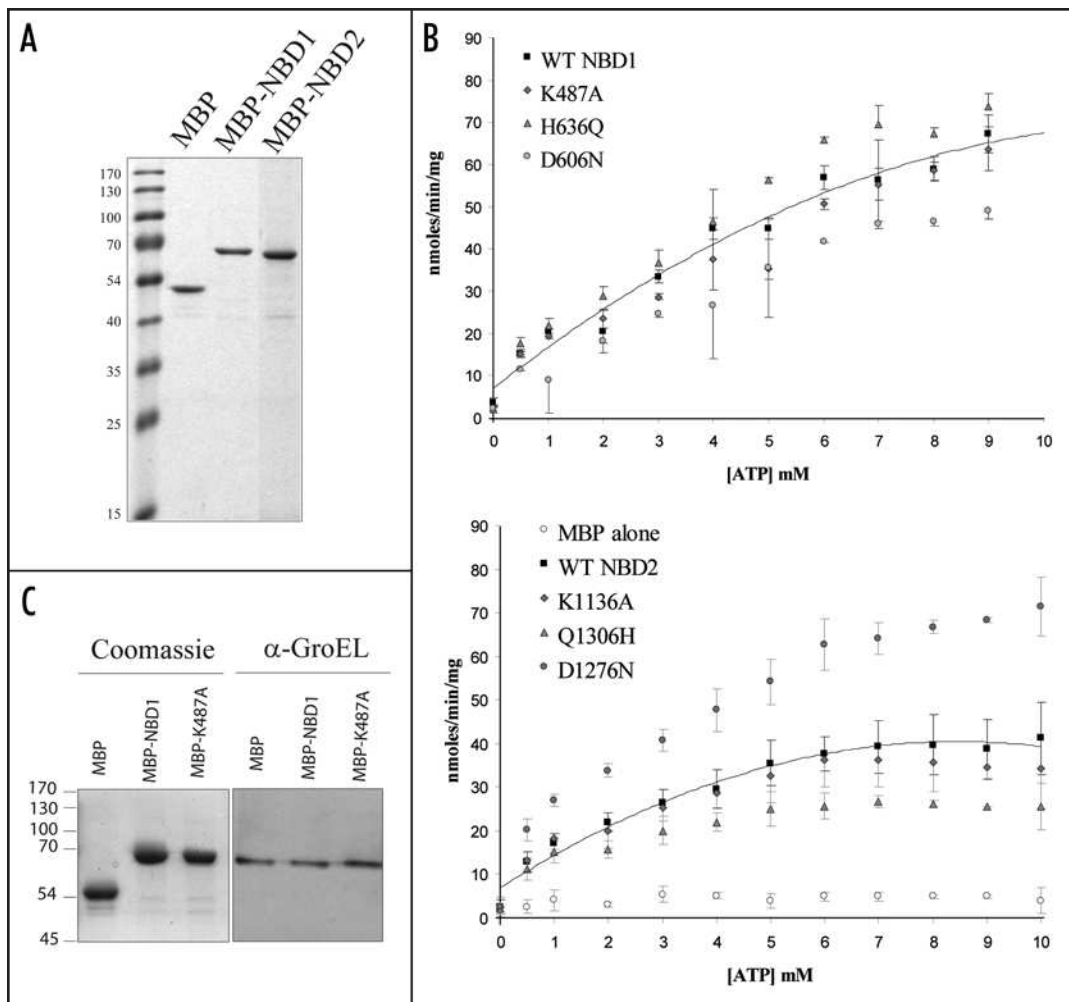 A
MBP
MBP-NBD1
MBP-NBD2
170
130
100
70
54
40
35
25
15
B
90
80
70
60
50
40
30
20
10
0
nmoles/min/mg
WT NBD1
K487A
H636Q
D606N
0 1 2 3 4 5 6 7 8 9 10
[ATP] mM
90
80
70
60
50
40
30
20
10
0
nmoles/min/mg
MBP alone
WT NBD2
K1136A
Q1306H
D1276N
0 1 2 3 4 5 6 7 8 9 10
[ATP] mM
C
Coomassie
α-GroEL
MBP
MBP-NBD1
MBP-K487A
MBP
MBP-NBD1
MBP-K487A
170
130
100
70
54
45